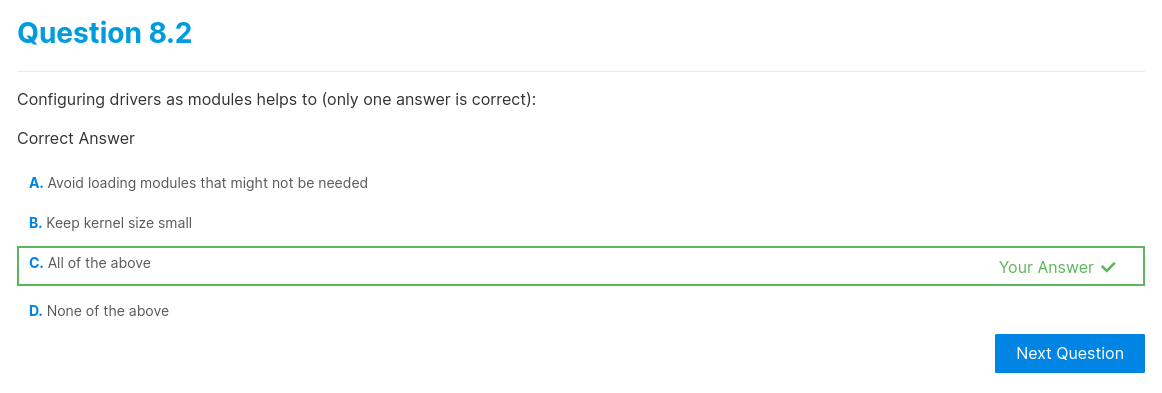 Question 8.2
Configuring drivers as modules helps to (only one answer is correct):
Correct Answer
A. Avoid loading modules that might not be needed
B. Keep kernel size small
C. All of the above
Your Answer ✔
D. None of the above
Next Question